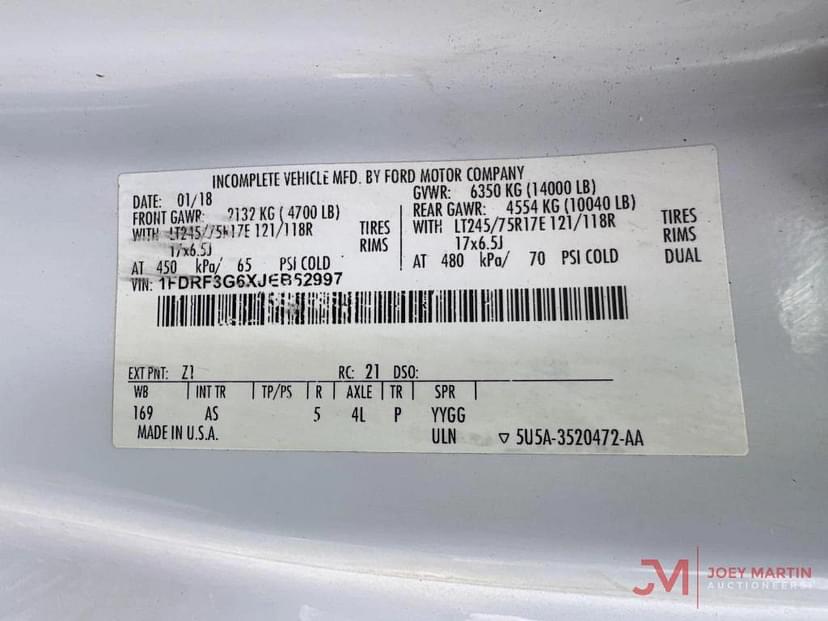 INCOMPLETE VEHICLE MFD. BY FORD MOTOR COMPANY
DATE: 01/18 GVWR: 6350 KG (14000 LB)
FRONT GAWR: 2132 KG ( 4700 LB) REAR GAWR: 4554 KG (10040 LB)
WITH LT245/75R17E 121/118R TIRES WITH LT245/75R17E 121/118R TIRES
17x6.5J RIMS 17x6.5J RIMS
AT 450 kPa/ 65 PSI COLD AT 480 kPa/ 70 PSI COLD DUAL
VIN: 1FDRF3G6XJEB52997
EXT PNT: Z1 RC: 21 DSO:
WB INT TR TP/PS R AXLE TR SPR
169 AS 5 4L P YYGG
MADE IN U.S.A. ULN 5U5A-3520472-AA
JM JOEY MARTIN
AUCTIONEERS